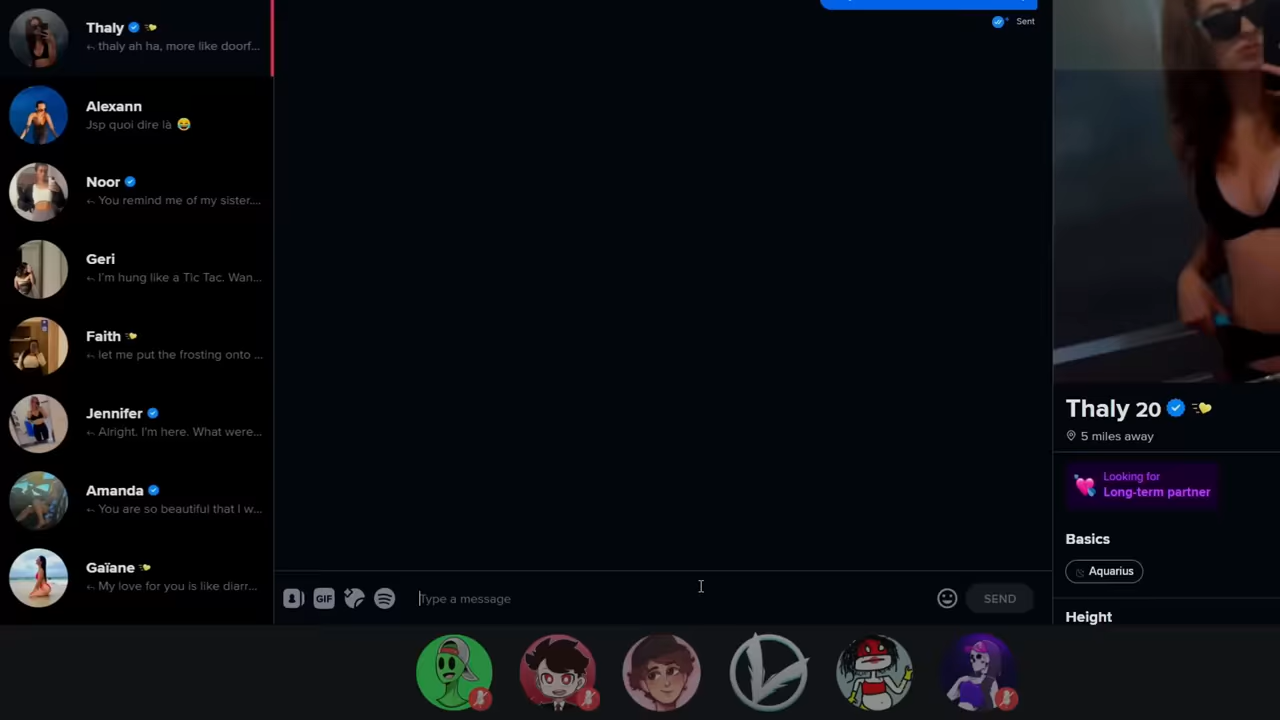 Thaly
thaly ah ha, more like doorf...
Alexann
Jsp quoi dire là
Noor
You remind me of my sister....
Geri
I'm hung like a Tic Tac. Wan...
Faith
let me put the frosting onto ...
Jennifer
Alright. I'm here. What were...
Amanda
You are so beautiful that I w...
Gaïane
My love for you is like diarr...
Sent
GIF
Type a message
SEND
Thaly 20
5 miles away
Looking for
Long-term partner
Basics
Aquarius
Height